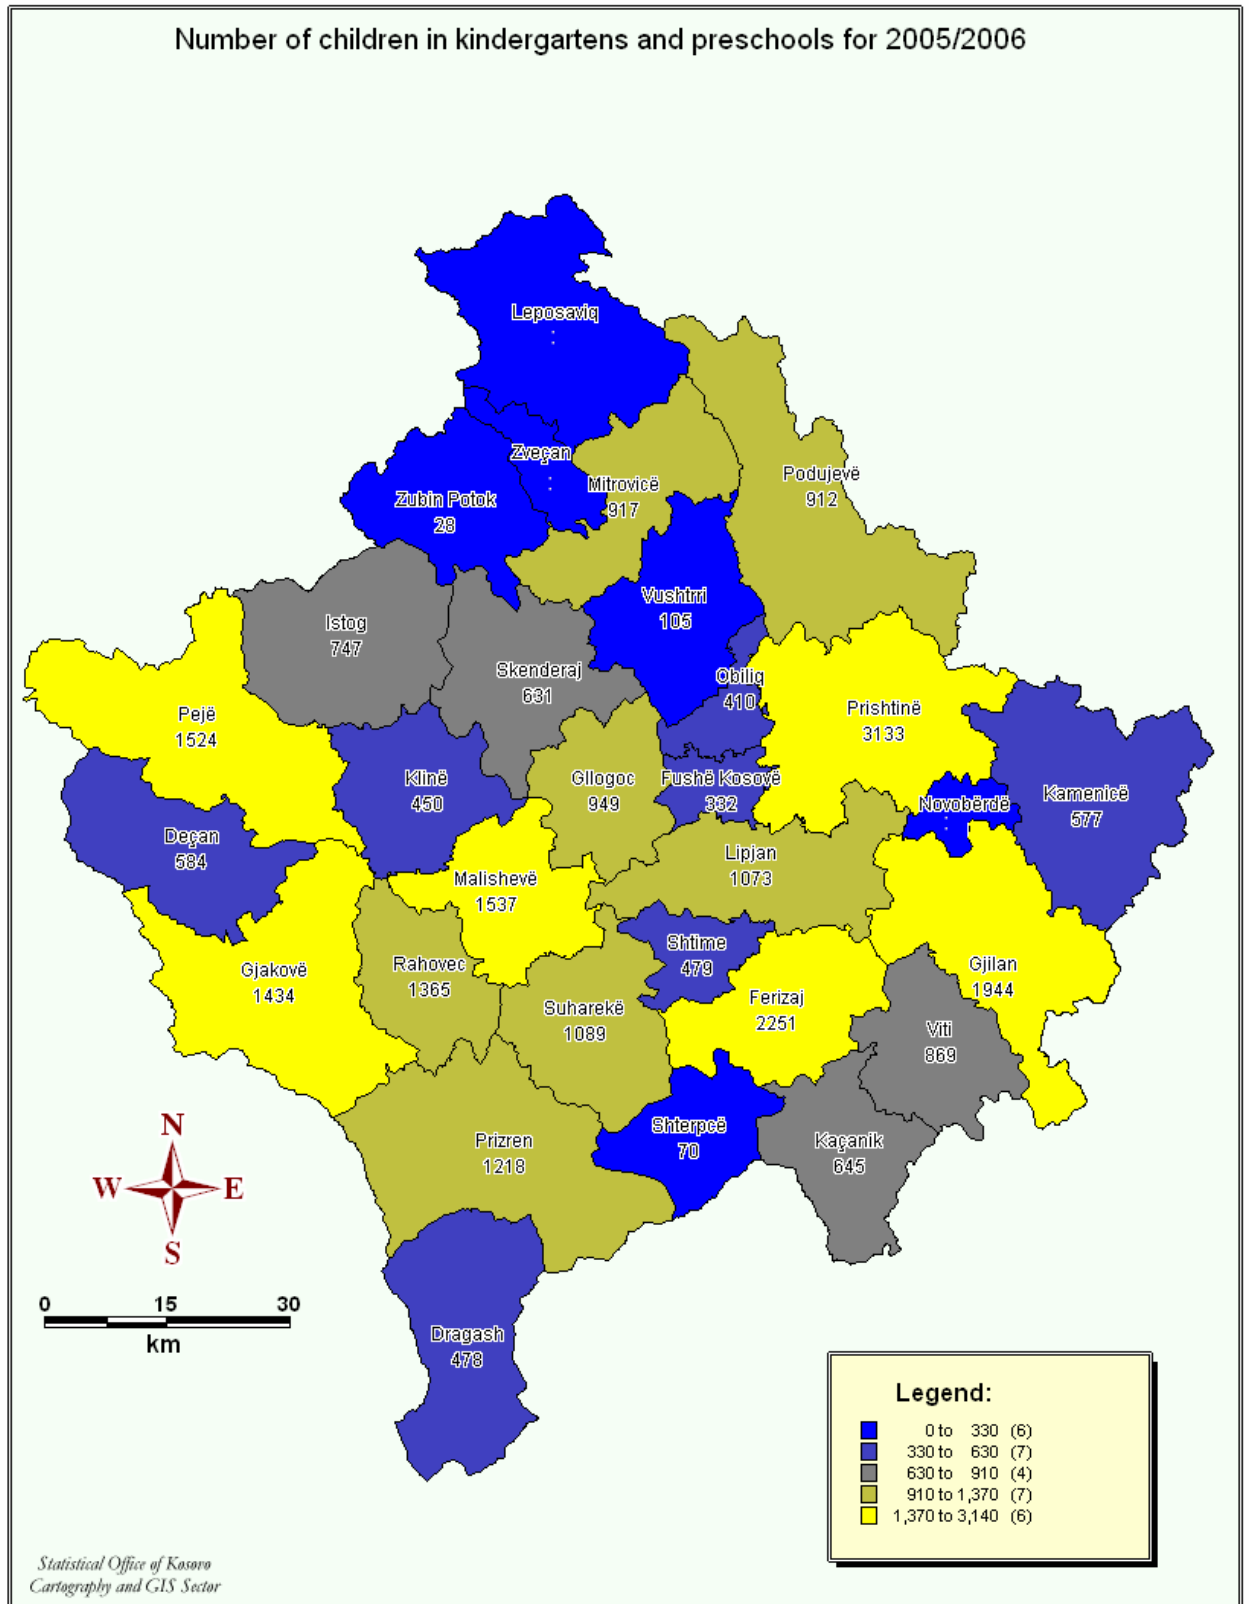 Number of children in kindergartens and preschools for 2005/2006
Leposaviq
:
Zveçan
:
Zubin Potok
28
Mitrovicë
917
Podujevë
912
Vushtrri
105
Istog
747
Skenderaj
631
Obiliq
410
Pejë
1524
Prishtinë
3133
Klinë
450
Gllogoc
949
Fushë Kosovë
332
Novobërdë
:
Kamenicë
577
Deçan
584
Lipjan
1073
Malishevë
1537
Shtime
479
Gjakovë
1434
Rahovec
1365
Gjilan
1944
Suharekë
1089
Ferizaj
2251
Viti
869
Prizren
1218
Shterpcë
70
Kaçanik
645
Dragash
478
N
W E
S
0 15 30
km
Legend:
0 to 330 (6)
330 to 630 (7)
630 to 910 (4)
910 to 1,370 (7)
1,370 to 3,140 (6)
Statistical Office of Kosovo
Cartography and GIS Sector